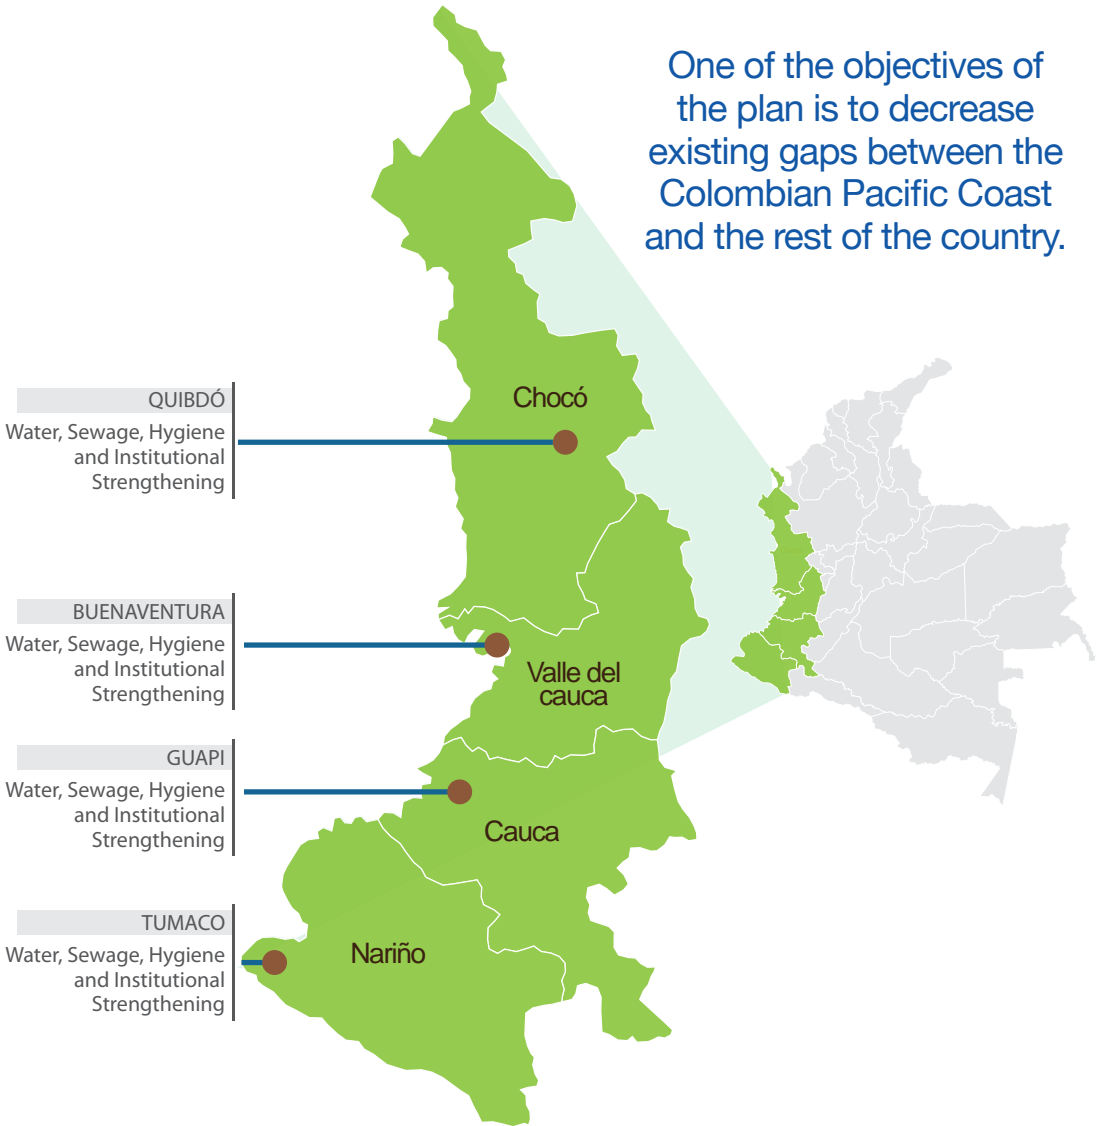 One of the objectives of
the plan is to decrease
existing gaps between the
Colombian Pacific Coast
and the rest of the country.
QUIBDÓ
Water, Sewage, Hygiene
and Institutional
Strengthening
Chocó
BUENAVENTURA
Water, Sewage, Hygiene
and Institutional
Strengthening
Valle del
cauca
GUAPI
Water, Sewage, Hygiene
and Institutional
Strengthening
Cauca
TUMACO
Water, Sewage, Hygiene
and Institutional
Strengthening
Nariño